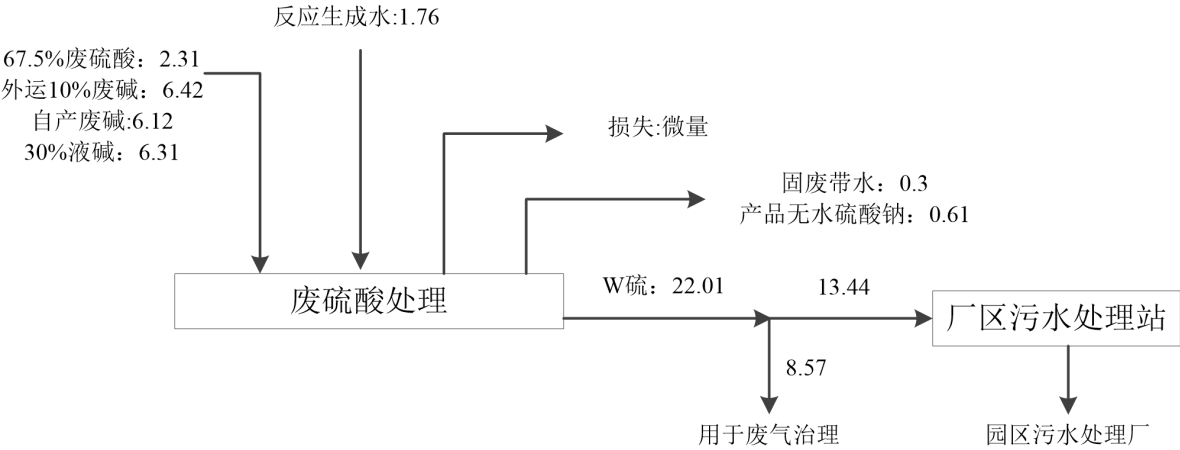 反应生成水:1.76
67.5%废硫酸：2.31
外运10%废碱：6.42
自产废碱:6.12
30%液碱：6.31
损失:微量
固废带水：0.3
产品无水硫酸钠：0.61
废硫酸处理
W硫：22.01
13.44
厂区污水处理站
8.57
用于废气治理
园区污水处理厂